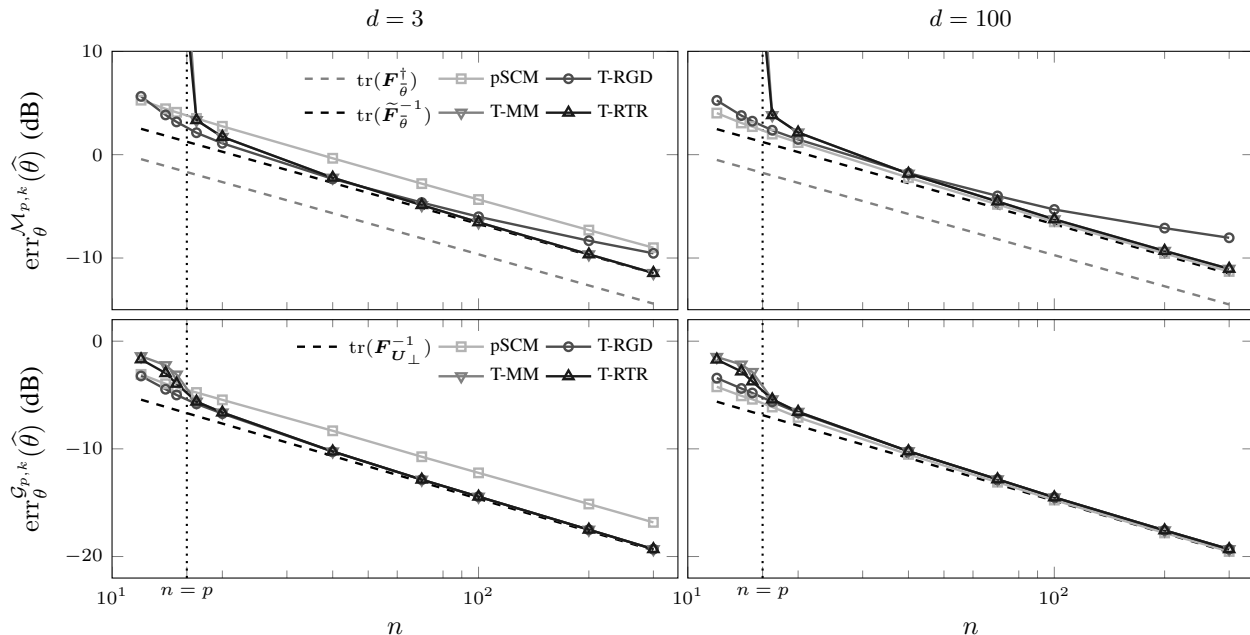 d = 3
d = 100
10
0
−10
err_θ^{M_{p,k}}(θ̂) (dB)
tr(F_θ̄^†)
pSCM
T-RGD
tr(F̃_θ̄^{−1})
T-MM
T-RTR
0
−10
−20
err_θ^{G_{p,k}}(θ̂) (dB)
tr(F_{U⊥}^{−1})
pSCM
T-RGD
T-MM
T-RTR
10^1
n = p
10^2
n
10^1
n = p
10^2
n